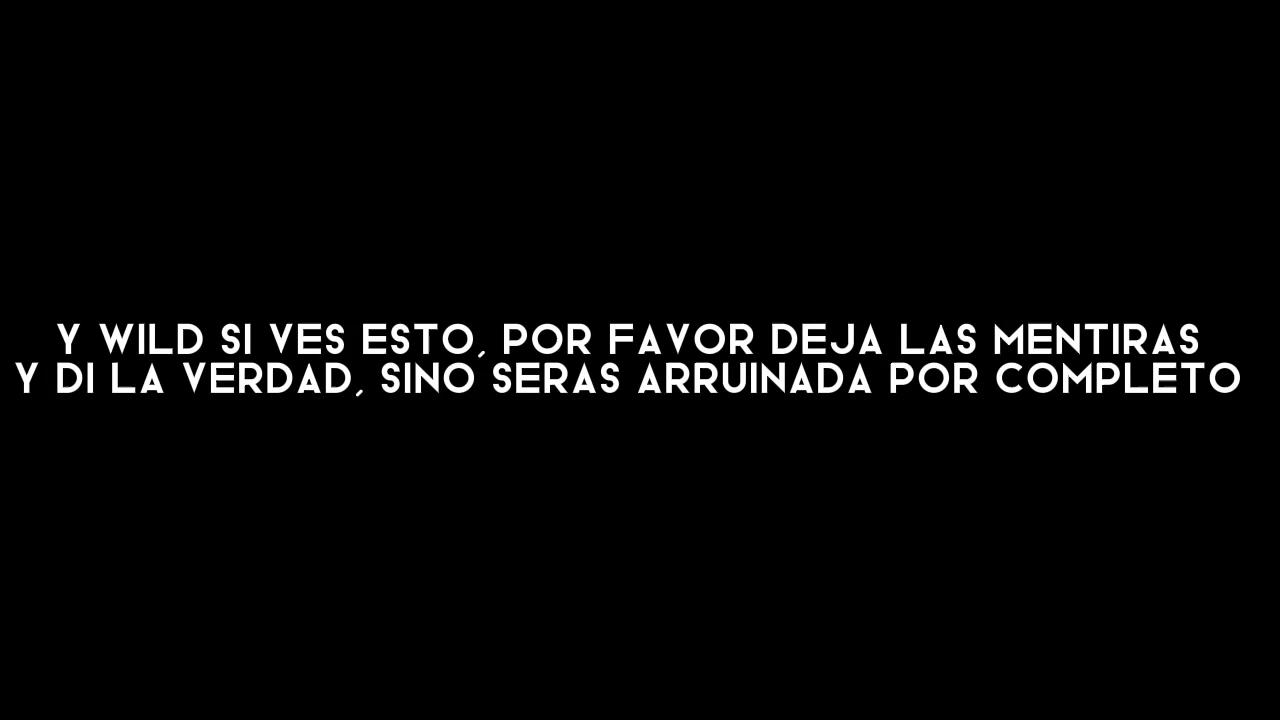 Y WILD SI VES ESTO, POR FAVOR DEJA LAS MENTIRAS
Y DI LA VERDAD, SINO SERAS ARRUINADA POR COMPLETO